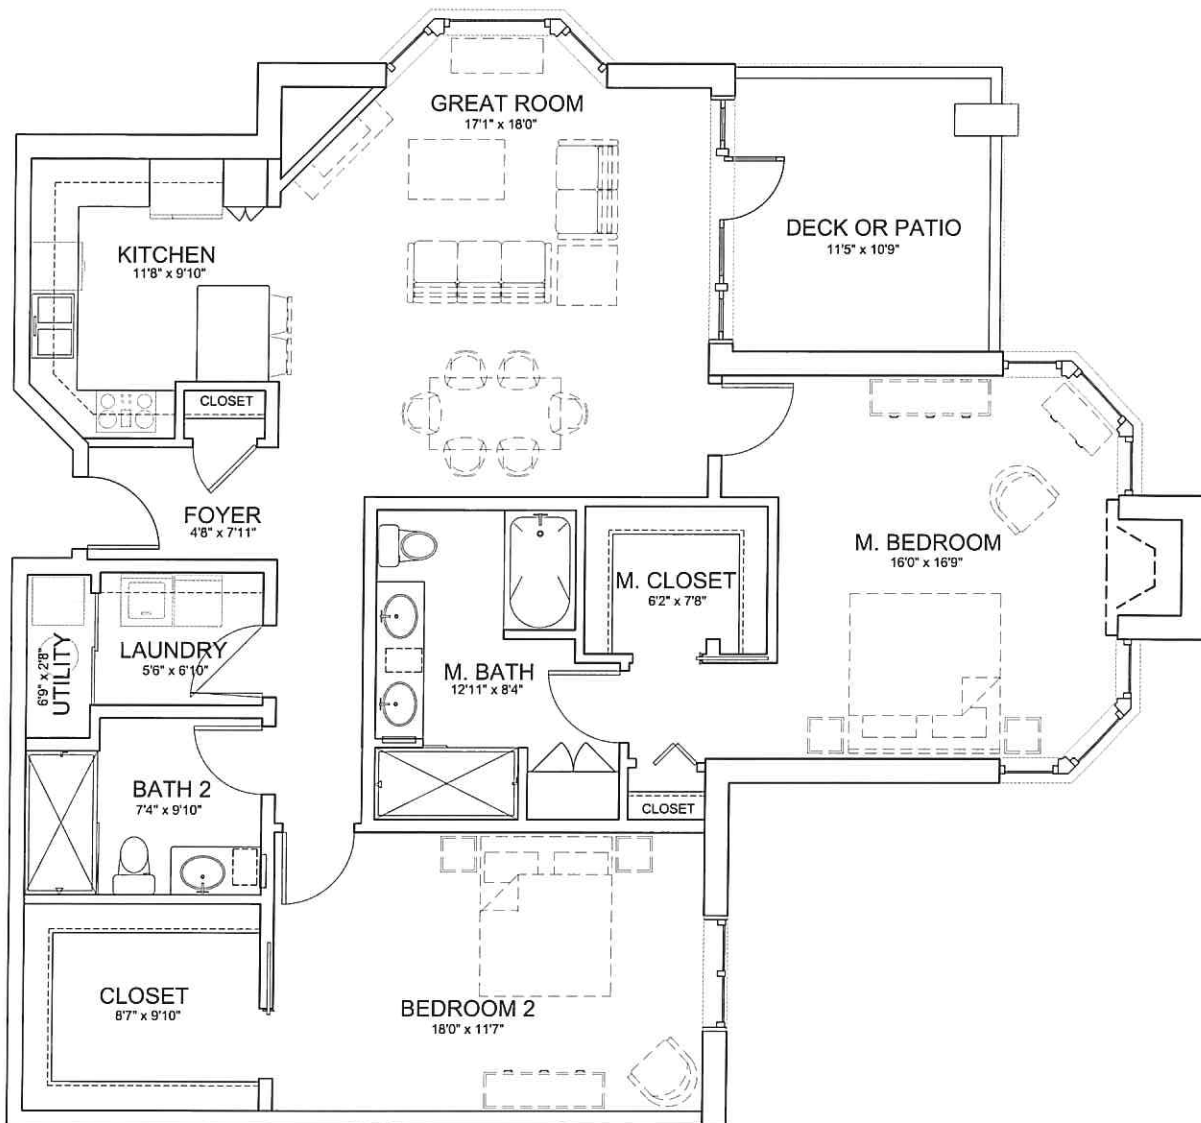 GREAT ROOM
17'1" x 18'0"
DECK OR PATIO
11'5" x 10'9"
KITCHEN
11'8" x 9'10"
CLOSET
FOYER
4'8" x 7'11"
M. BEDROOM
16'0" x 16'9"
M. CLOSET
6'2" x 7'8"
UTILITY
6'9" x 2'8"
LAUNDRY
5'6" x 6'10"
M. BATH
12'11" x 8'4"
BATH 2
7'4" x 9'10"
CLOSET
CLOSET
8'7" x 9'10"
BEDROOM 2
18'0" x 11'7"